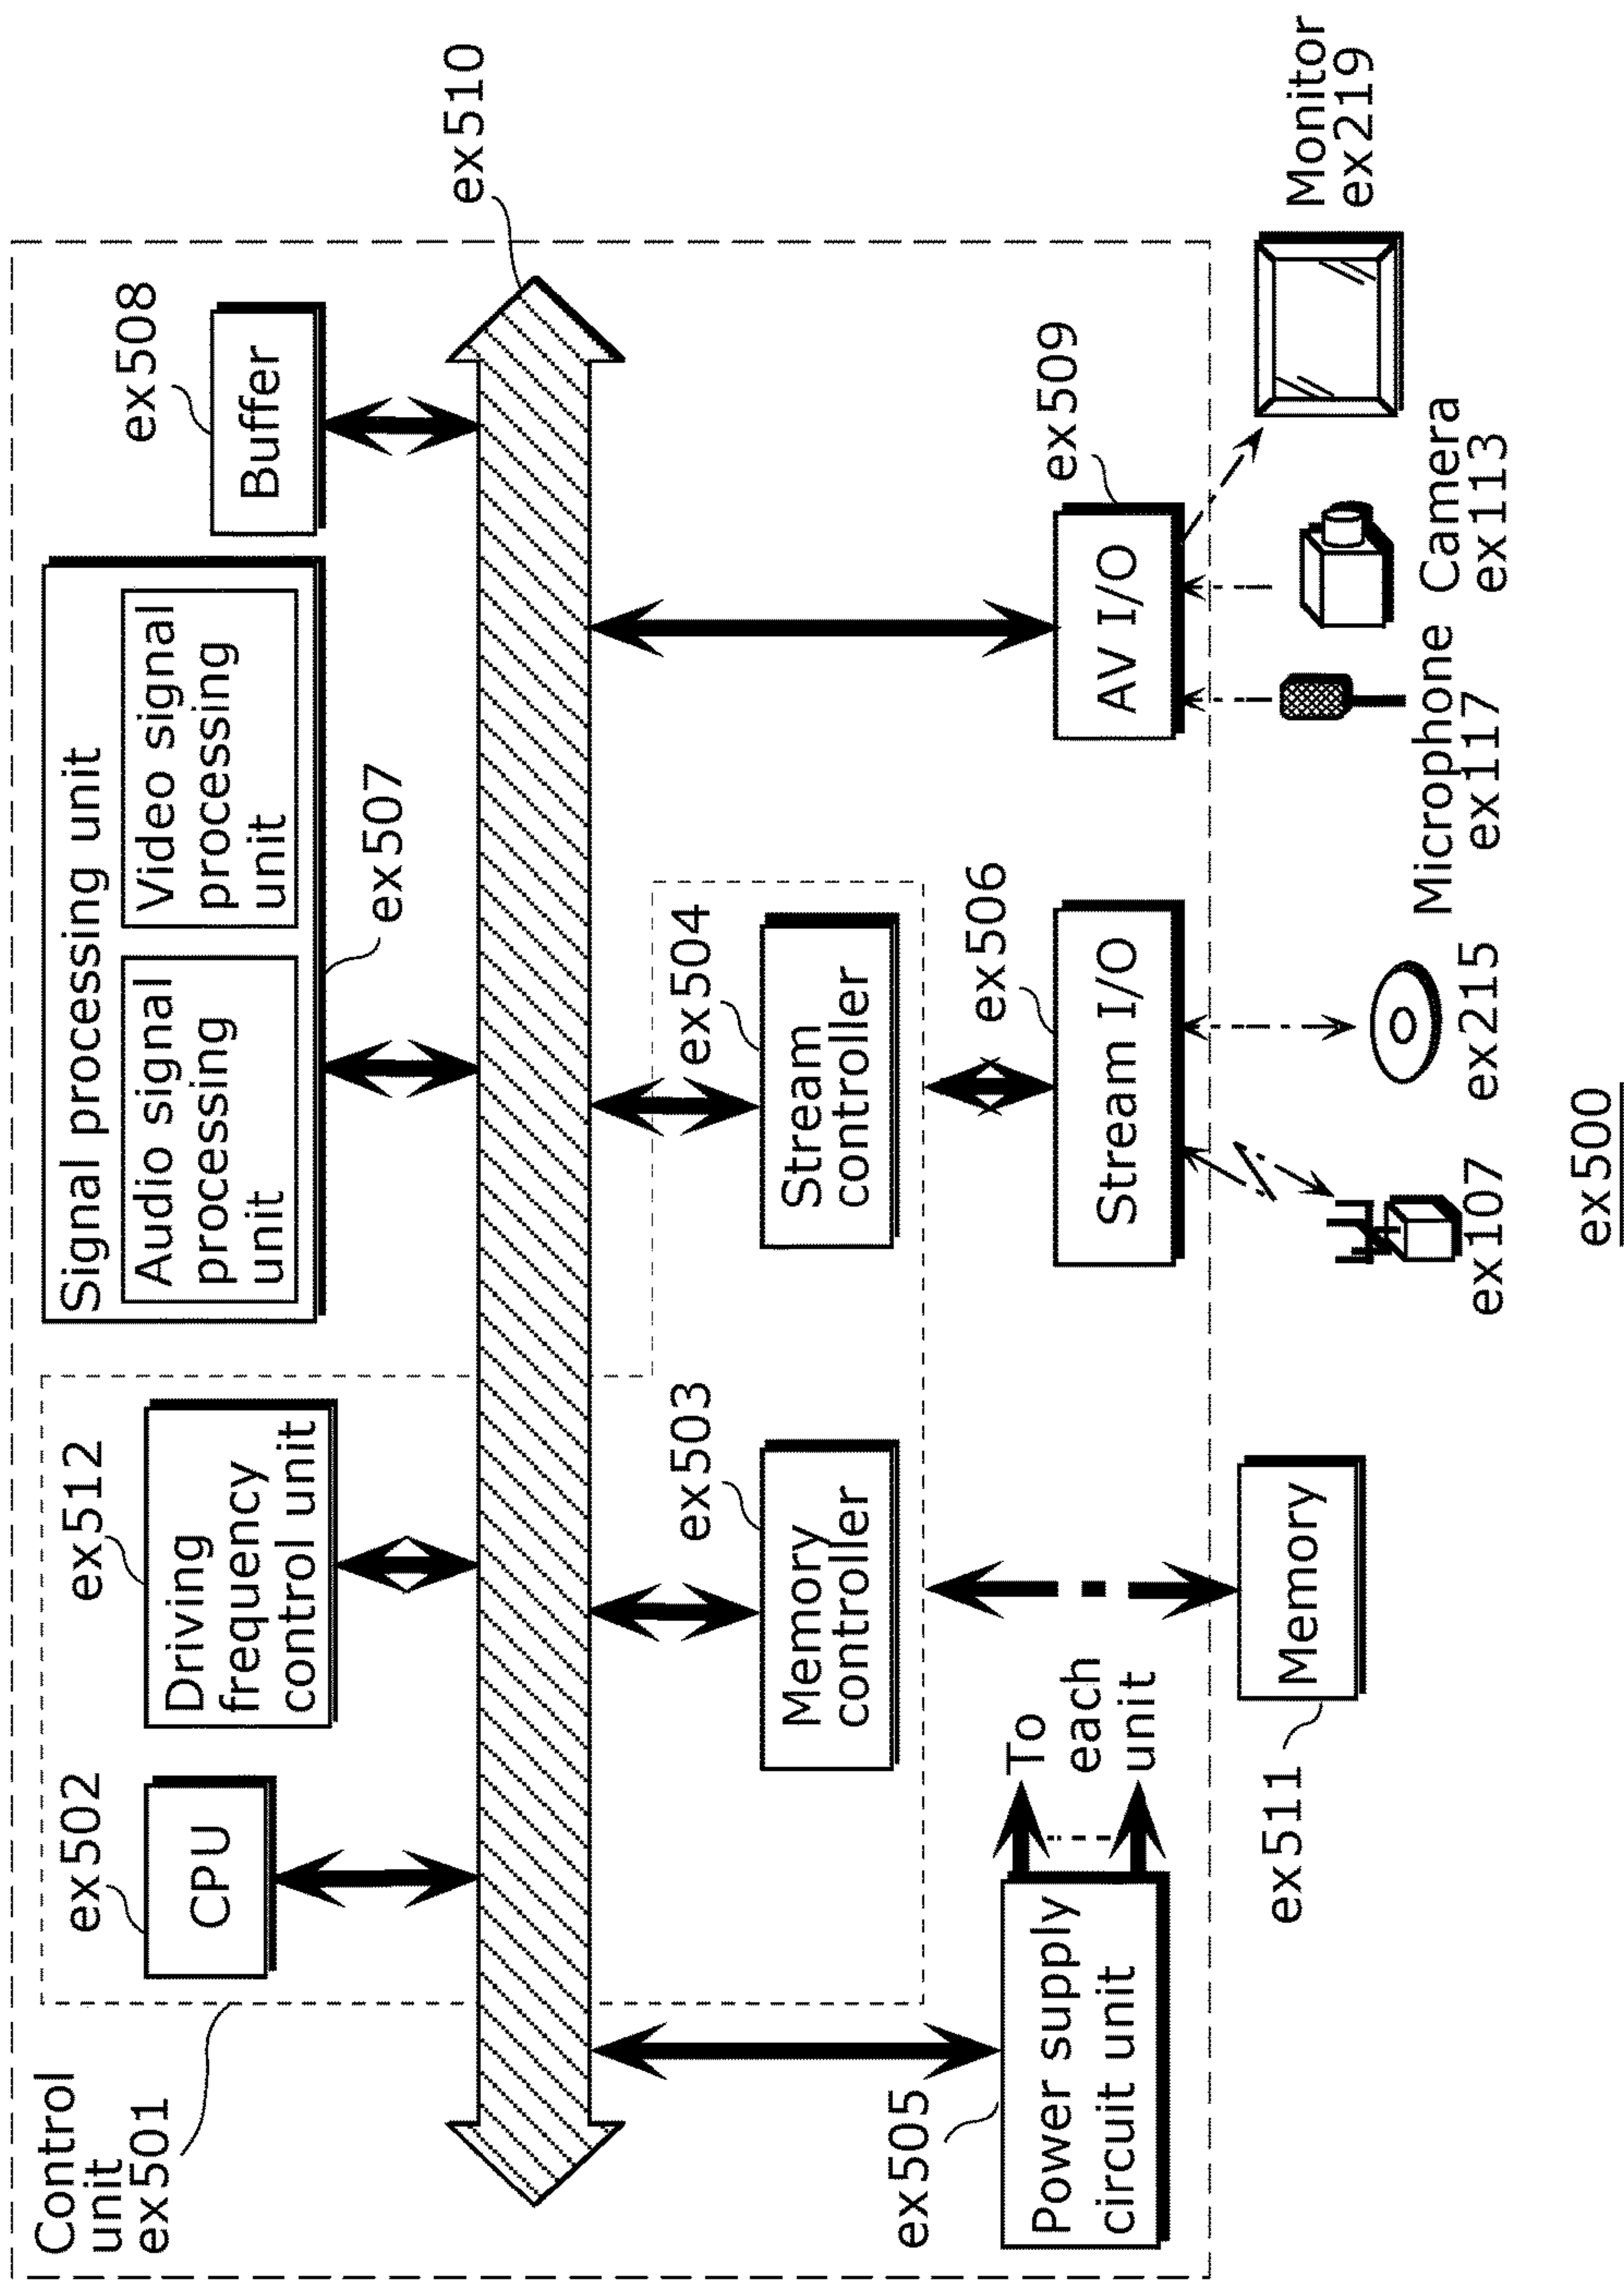 Control
unit
ex501
ex502
CPU
ex512
Driving
frequency
control unit
Signal processing unit
Audio signal
processing
unit
Video signal
processing
unit
ex507
ex508
Buffer
ex510
ex503
Memory
controller
ex504
Stream
controller
ex505
Power supply
circuit unit
To
each
unit
ex506
Stream I/O
ex509
AV I/O
ex511
Memory
ex107
ex215
Microphone
ex117
Camera
ex113
Monitor
ex219
ex500